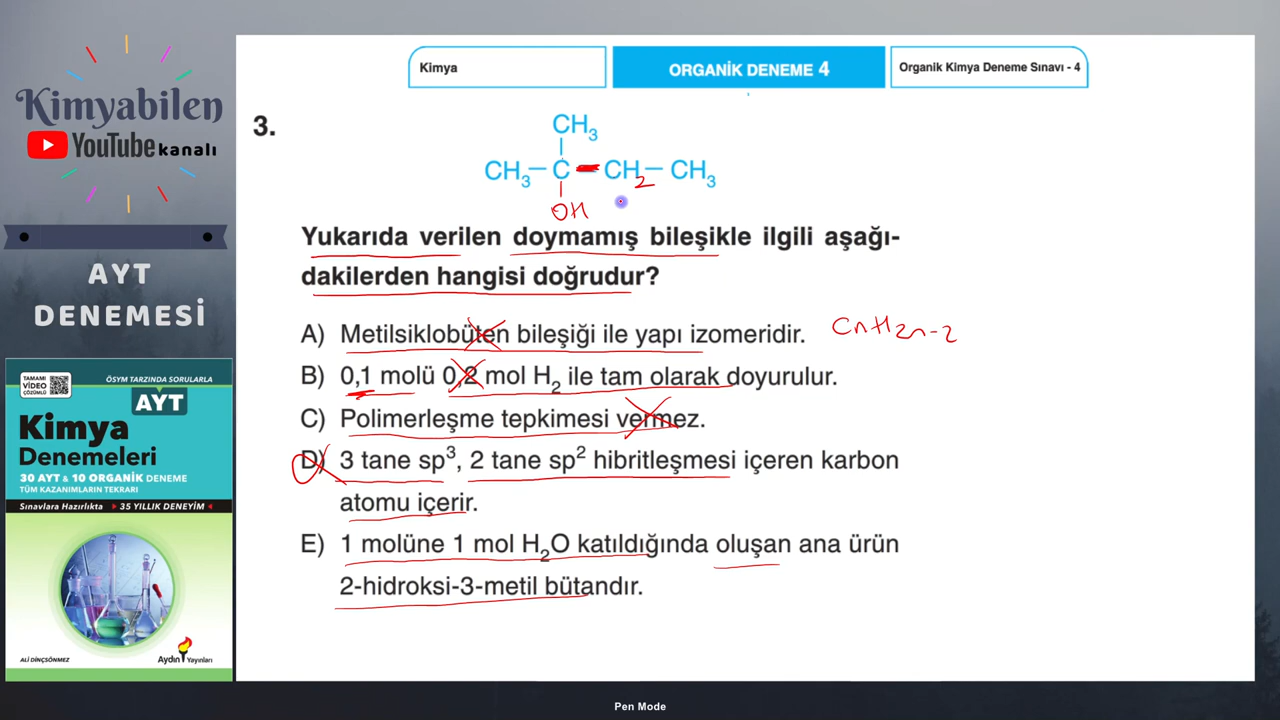 Kimyabilen
YouTube kanalı
AYT
DENEMESİ
TAMAMI
VİDEO
ÇÖZÜMLÜ
ÖSYM TARZINDA SORULARLA
AYT
Kimya
Denemeleri
30 AYT & 10 ORGANİK DENEME
TÜM KAZANIMLARIN TEKRARI
Sınavlara Hazırlıkta ► 35 YILLIK DENEYİM ◄
ALİ DİNÇSÖNMEZ
Aydın Yayınları
Kimya
ORGANİK DENEME 4
Organik Kimya Deneme Sınavı - 4
3.
CH3
CH3 – C – CH2 – CH3
OH
Yukarıda verilen doymamış bileşikle ilgili aşağı-
dakilerden hangisi doğrudur?
A) Metilsiklobüten bileşiği ile yapı izomeridir. CnH2n-2
B) 0,1 molü 0,2 mol H2 ile tam olarak doyurulur.
C) Polimerleşme tepkimesi vermez.
D) 3 tane sp3, 2 tane sp2 hibritleşmesi içeren karbon
atomu içerir.
E) 1 molüne 1 mol H2O katıldığında oluşan ana ürün
2-hidroksi-3-metil bütandır.
Pen Mode